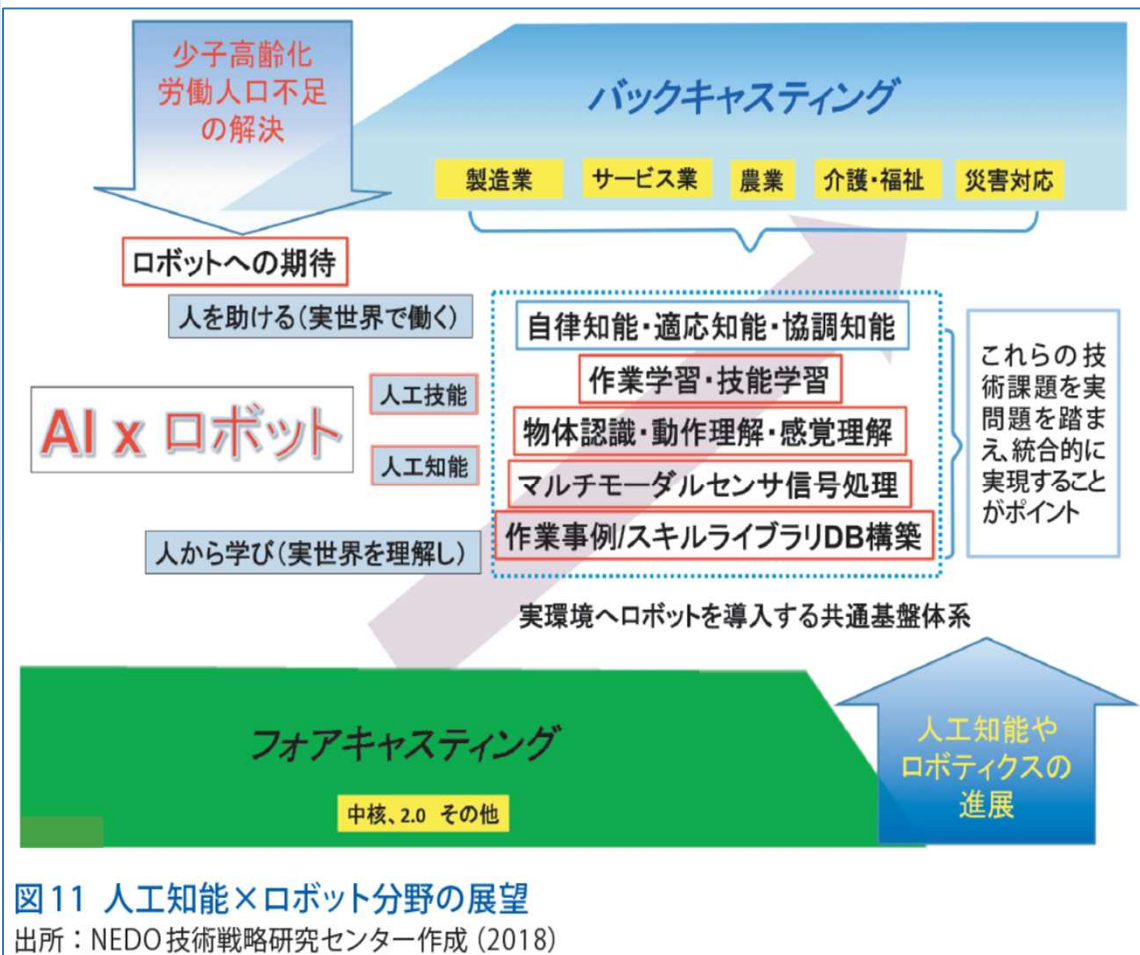 少子高齢化
労働人口不足
の解決
バックキャスティング
製造業
サービス業
農業
介護・福祉
災害対応
ロボットへの期待
人を助ける(実世界で働く)
自律知能・適応知能・協調知能
作業学習・技能学習
物体認識・動作理解・感覚理解
マルチモーダルセンサ信号処理
作業事例/スキルライブラリDB構築
AI x ロボット
人工技能
人工知能
人から学び(実世界を理解し)
これらの技
術課題を実
問題を踏ま
え、統合的に
実現すること
がポイント
実環境へロボットを導入する共通基盤体系
フォアキャスティング
中核、2.0 その他
人工知能や
ロボティクスの
進展
図11 人工知能×ロボット分野の展望
出所：NEDO技術戦略研究センター作成（2018）